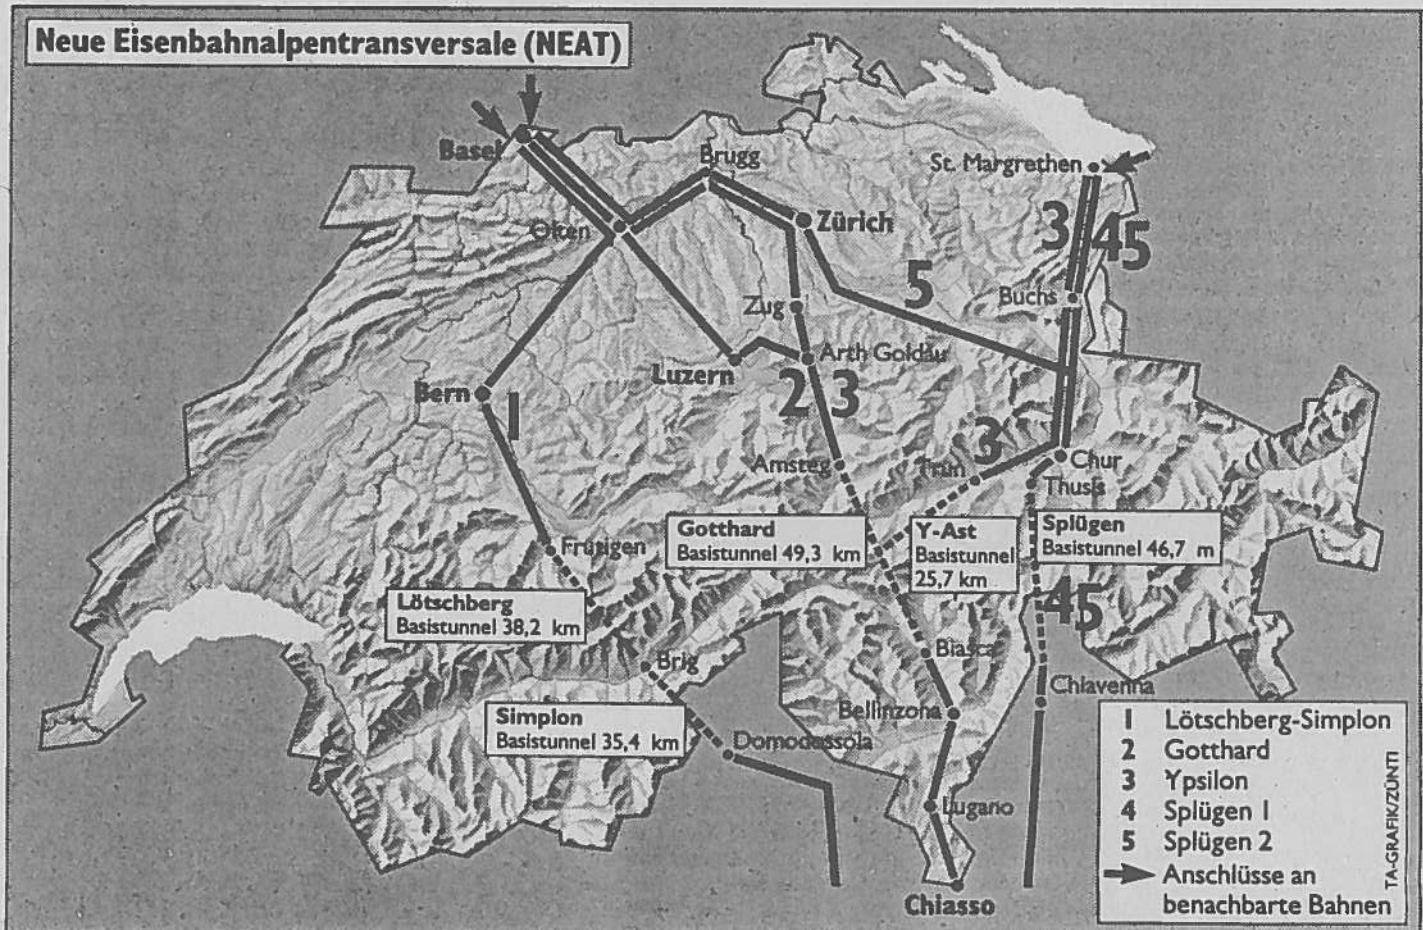 Neue Eisenbahnalpentransversale (NEAT)
Basel
Brugg
St. Margrethen
Olten
Zürich
3
45
5
Buchs
Zug
Luzern
Arth Goldau
Bern
1
2
3
Amsteg
Trun
3
Chur
Thusis
Gotthard
Basistunnel 49,3 km
Y-Ast
Basistunnel
25,7 km
Splügen
Basistunnel 46,7 m
Frutigen
Lötschberg
Basistunnel 38,2 km
45
Biasca
Brig
Chiavenna
Simplon
Basistunnel 35,4 km
Bellinzona
Domodossola
Lugano
Chiasso
1 Lötschberg-Simplon
2 Gotthard
3 Ypsilon
4 Splügen 1
5 Splügen 2
Anschlüsse an
benachbarte Bahnen
TA-GRAFIK/ZÜNTI